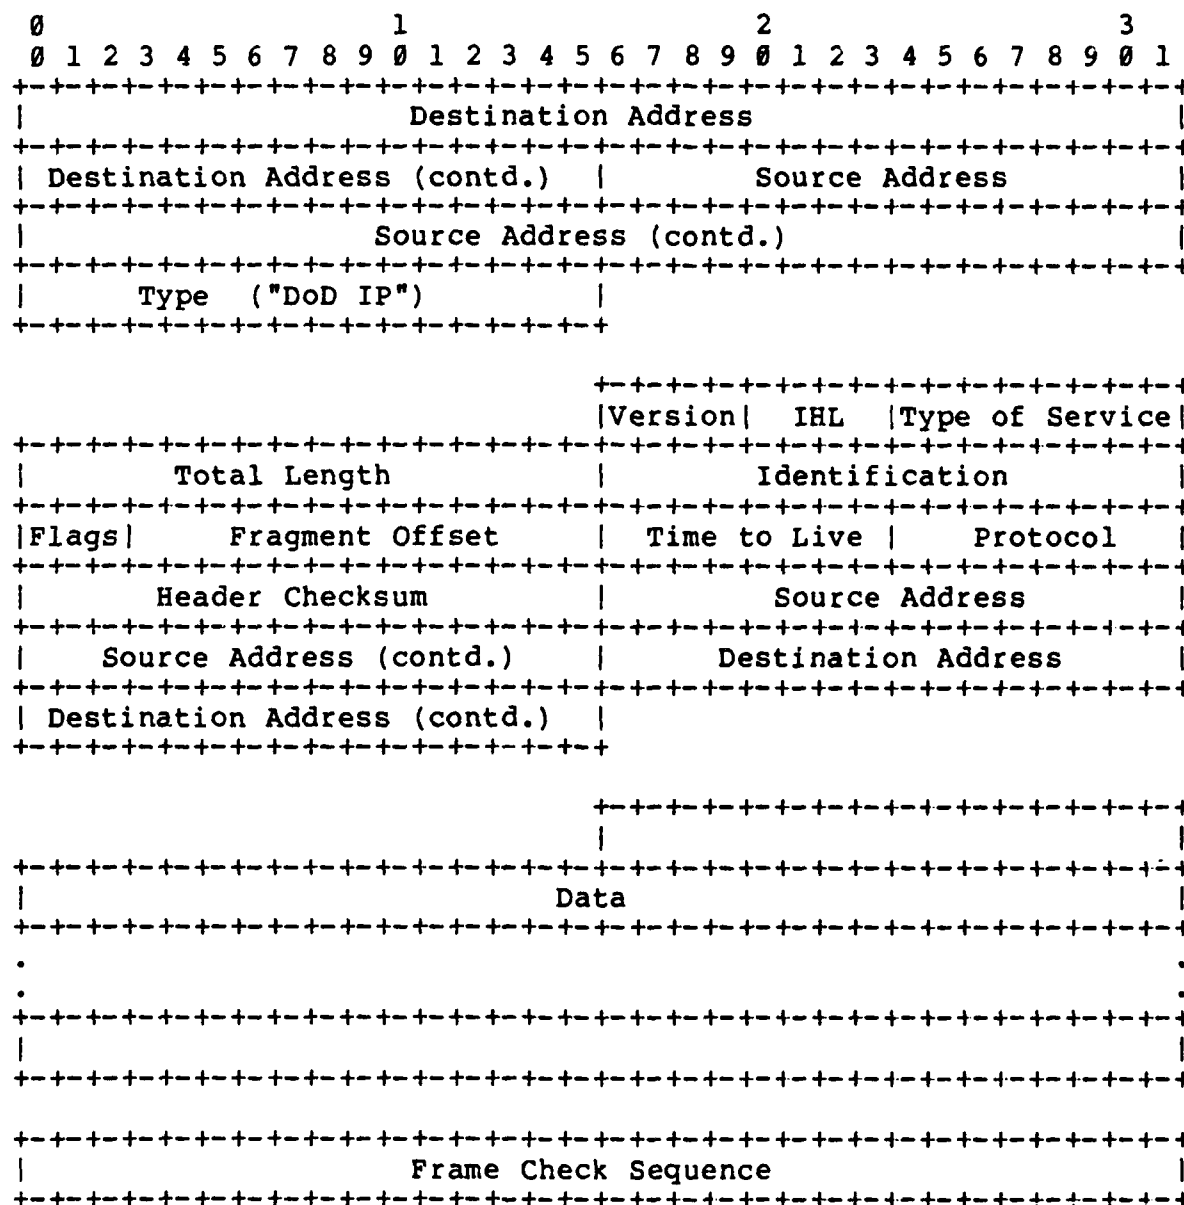 0                   1                   2                   3
0 1 2 3 4 5 6 7 8 9 0 1 2 3 4 5 6 7 8 9 0 1 2 3 4 5 6 7 8 9 0 1
+-+-+-+-+-+-+-+-+-+-+-+-+-+-+-+-+-+-+-+-+-+-+-+-+-+-+-+-+-+-+-+-+
|                     Destination Address                       |
+-+-+-+-+-+-+-+-+-+-+-+-+-+-+-+-+-+-+-+-+-+-+-+-+-+-+-+-+-+-+-+-+
| Destination Address (contd.)  |        Source Address         |
+-+-+-+-+-+-+-+-+-+-+-+-+-+-+-+-+-+-+-+-+-+-+-+-+-+-+-+-+-+-+-+-+
|                   Source Address (contd.)                     |
+-+-+-+-+-+-+-+-+-+-+-+-+-+-+-+-+-+-+-+-+-+-+-+-+-+-+-+-+-+-+-+-+
|      Type  ("DoD IP")         |
+-+-+-+-+-+-+-+-+-+-+-+-+-+-+-+-+
                                +-+-+-+-+-+-+-+-+-+-+-+-+-+-+-+-+
                                |Version|  IHL  |Type of Service|
+-+-+-+-+-+-+-+-+-+-+-+-+-+-+-+-+-+-+-+-+-+-+-+-+-+-+-+-+-+-+-+-+
|        Total Length           |        Identification         |
+-+-+-+-+-+-+-+-+-+-+-+-+-+-+-+-+-+-+-+-+-+-+-+-+-+-+-+-+-+-+-+-+
|Flags|     Fragment Offset     |  Time to Live |    Protocol   |
+-+-+-+-+-+-+-+-+-+-+-+-+-+-+-+-+-+-+-+-+-+-+-+-+-+-+-+-+-+-+-+-+
|       Header Checksum         |         Source Address        |
+-+-+-+-+-+-+-+-+-+-+-+-+-+-+-+-+-+-+-+-+-+-+-+-+-+-+-+-+-+-+-+-+
|    Source Address (contd.)    |      Destination Address      |
+-+-+-+-+-+-+-+-+-+-+-+-+-+-+-+-+-+-+-+-+-+-+-+-+-+-+-+-+-+-+-+-+
| Destination Address (contd.)  |
+-+-+-+-+-+-+-+-+-+-+-+-+-+-+-+-+
                                +-+-+-+-+-+-+-+-+-+-+-+-+-+-+-+-+
                                |                               |
+-+-+-+-+-+-+-+-+-+-+-+-+-+-+-+-+-+-+-+-+-+-+-+-+-+-+-+-+-+-+-+-+
|                             Data                              |
+-+-+-+-+-+-+-+-+-+-+-+-+-+-+-+-+-+-+-+-+-+-+-+-+-+-+-+-+-+-+-+-+
.                                                               .
.                                                               .
+-+-+-+-+-+-+-+-+-+-+-+-+-+-+-+-+-+-+-+-+-+-+-+-+-+-+-+-+-+-+-+-+
|                                                               |
+-+-+-+-+-+-+-+-+-+-+-+-+-+-+-+-+-+-+-+-+-+-+-+-+-+-+-+-+-+-+-+-+
+-+-+-+-+-+-+-+-+-+-+-+-+-+-+-+-+-+-+-+-+-+-+-+-+-+-+-+-+-+-+-+-+
|                     Frame Check Sequence                      |
+-+-+-+-+-+-+-+-+-+-+-+-+-+-+-+-+-+-+-+-+-+-+-+-+-+-+-+-+-+-+-+-+